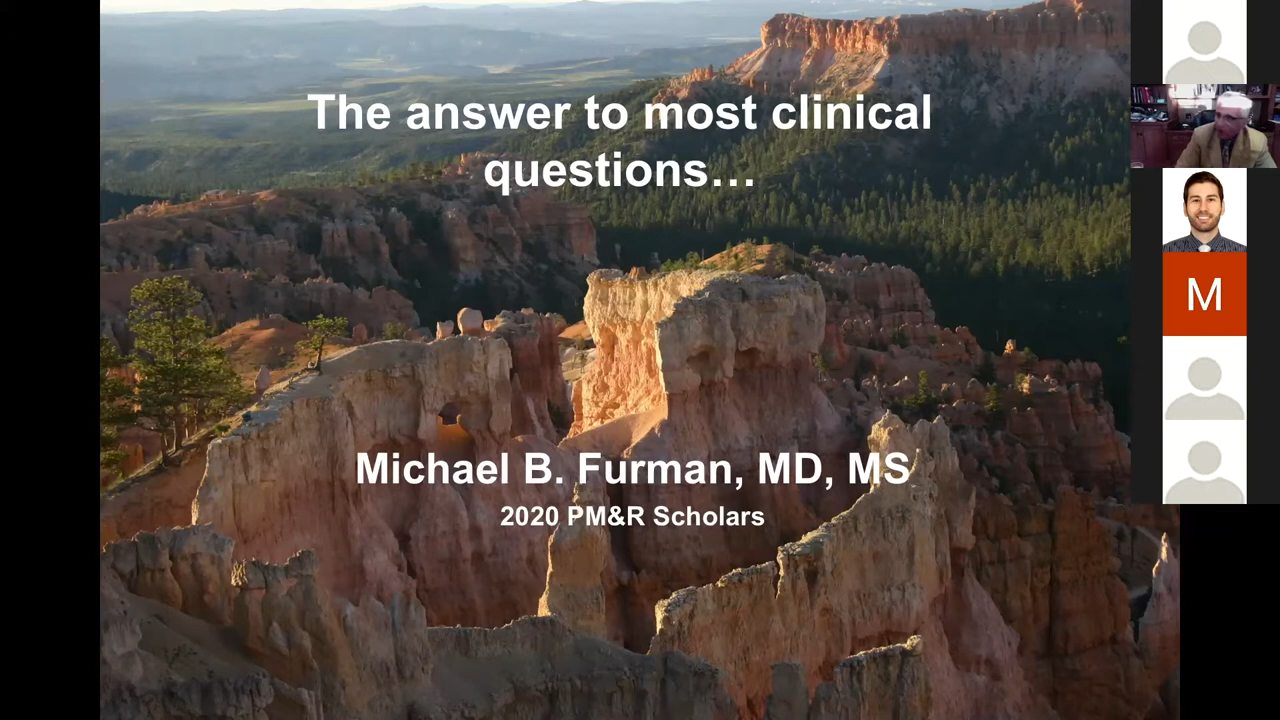 The answer to most clinical
questions…
Michael B. Furman, MD, MS
2020 PM&R Scholars
M